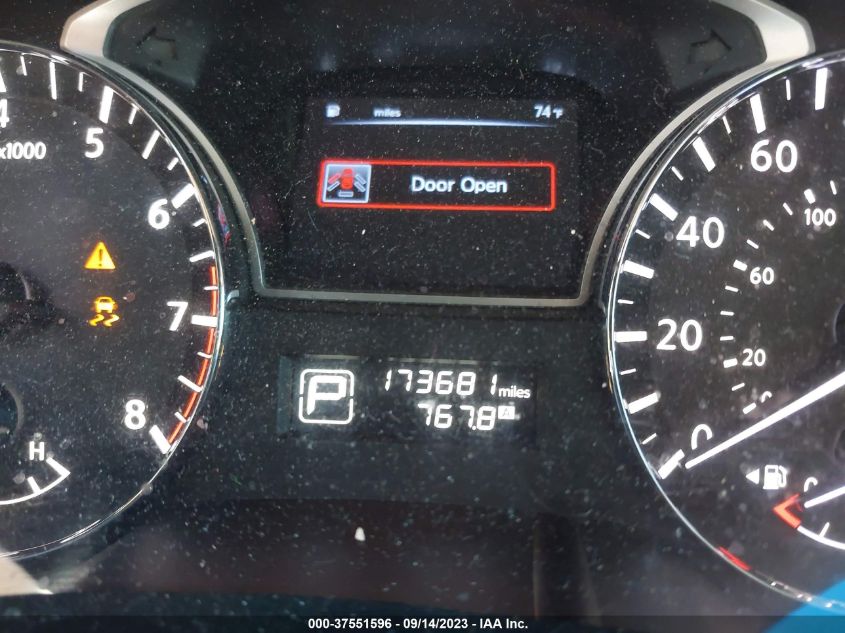 miles 74°F
Door Open
4 5 6 7 8
x1000
H
P 173681 miles
767.8 A
0 20 40 60
20 60 100
000-37551596 - 09/14/2023 - IAA Inc.